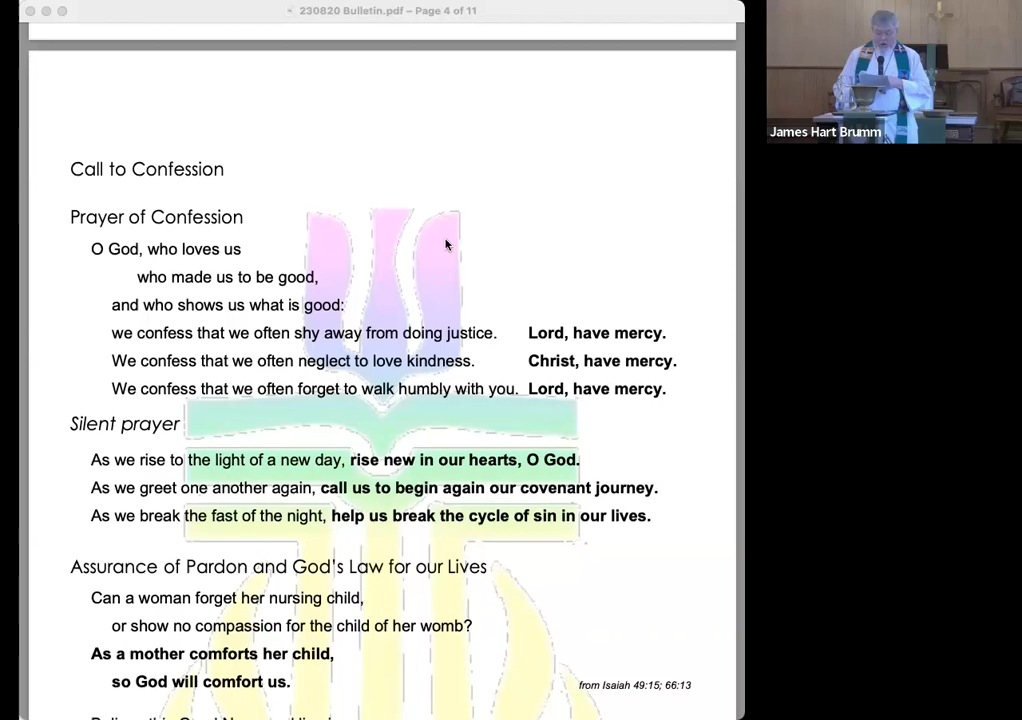 230820 Bulletin.pdf – Page 4 of 11
James Hart Brumm
Call to Confession
Prayer of Confession
O God, who loves us
who made us to be good,
and who shows us what is good:
we confess that we often shy away from doing justice. Lord, have mercy.
We confess that we often neglect to love kindness. Christ, have mercy.
We confess that we often forget to walk humbly with you. Lord, have mercy.
Silent prayer
As we rise to the light of a new day, rise new in our hearts, O God.
As we greet one another again, call us to begin again our covenant journey.
As we break the fast of the night, help us break the cycle of sin in our lives.
Assurance of Pardon and God's Law for our Lives
Can a woman forget her nursing child,
or show no compassion for the child of her womb?
As a mother comforts her child,
so God will comfort us.
from Isaiah 49:15; 66:13